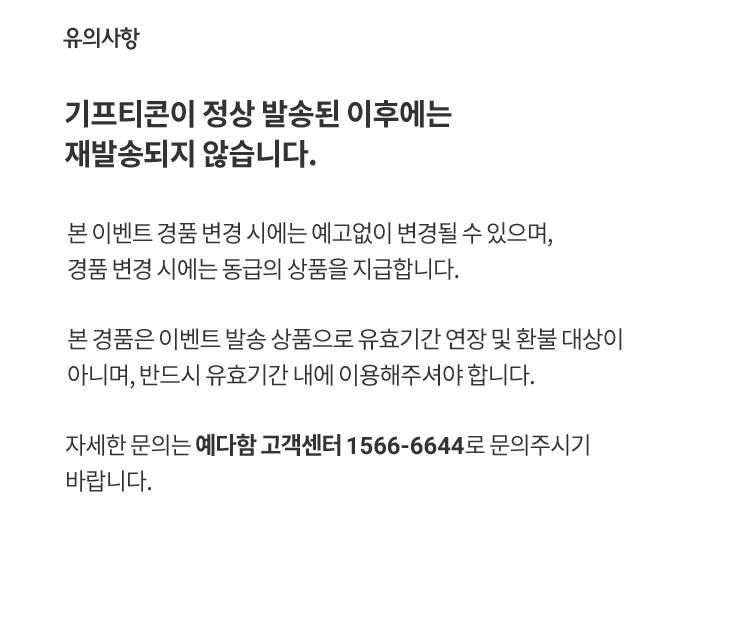 유의사항
기프티콘이 정상 발송된 이후에는
재발송되지 않습니다.
본 이벤트 경품 변경 시에는 예고없이 변경될 수 있으며,
경품 변경 시에는 동급의 상품을 지급합니다.
본 경품은 이벤트 발송 상품으로 유효기간 연장 및 환불 대상이
아니며, 반드시 유효기간 내에 이용해주셔야 합니다.
자세한 문의는 예다함 고객센터 1566-6644로 문의주시기
바랍니다.